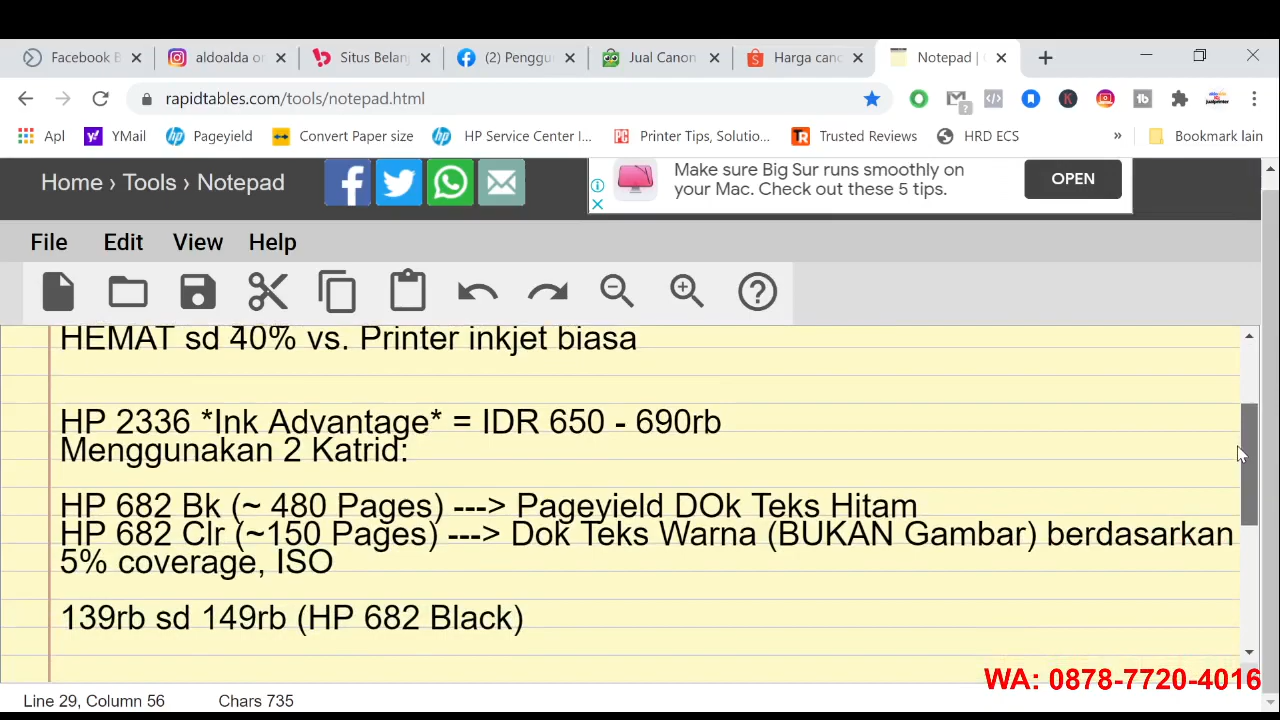 Facebook B
aldoalda on
Situs Belan
(2) Penggu
Jual Canon
Harga cano
Notepad |
rapidtables.com/tools/notepad.html
Apl
YMail
Pageyield
Convert Paper size
HP Service Center I...
Printer Tips, Solutio...
Trusted Reviews
HRD ECS
»
Bookmark lain
Home › Tools › Notepad
Make sure Big Sur runs smoothly on
your Mac. Check out these 5 tips.
OPEN
File Edit View Help
HEMAT sd 40% vs. Printer inkjet biasa
HP 2336 *Ink Advantage* = IDR 650 - 690rb
Menggunakan 2 Katrid:
HP 682 Bk (~ 480 Pages) ---> Pageyield DOk Teks Hitam
HP 682 Clr (~150 Pages) ---> Dok Teks Warna (BUKAN Gambar) berdasarkan
5% coverage, ISO
139rb sd 149rb (HP 682 Black)
WA: 0878-7720-4016
Line 29, Column 56 Chars 735